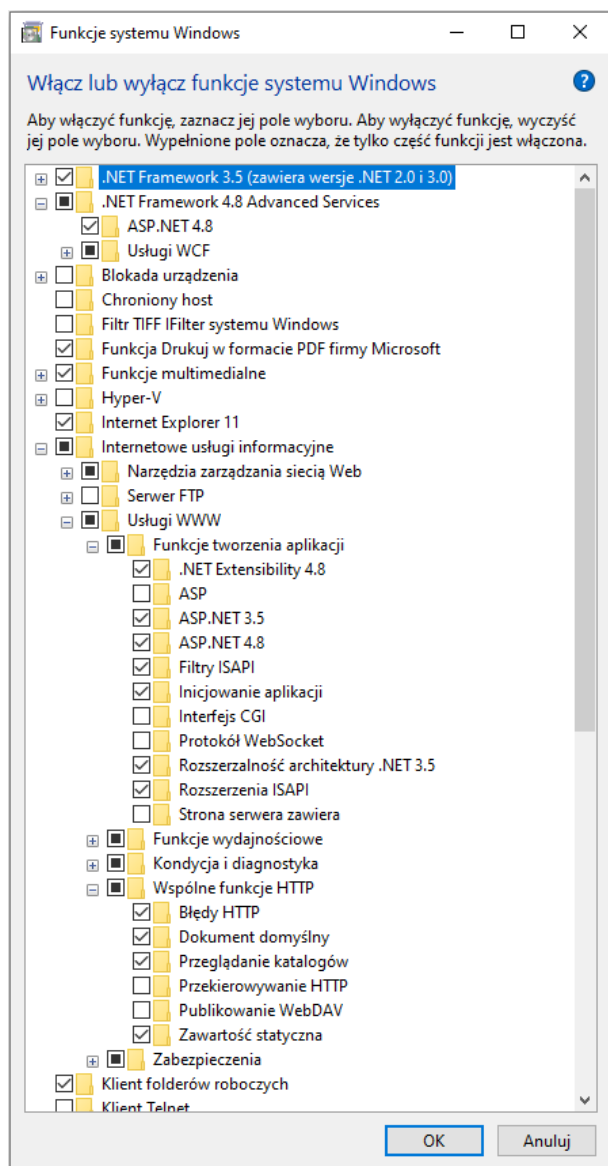 Funkcje systemu Windows
Włącz lub wyłącz funkcje systemu Windows
Aby włączyć funkcję, zaznacz jej pole wyboru. Aby wyłączyć funkcję, wyczyść
jej pole wyboru. Wypełnione pole oznacza, że tylko część funkcji jest włączona.
.NET Framework 3.5 (zawiera wersje .NET 2.0 i 3.0)
.NET Framework 4.8 Advanced Services
ASP.NET 4.8
Usługi WCF
Blokada urządzenia
Chroniony host
Filtr TIFF IFilter systemu Windows
Funkcja Drukuj w formacie PDF firmy Microsoft
Funkcje multimedialne
Hyper-V
Internet Explorer 11
Internetowe usługi informacyjne
Narzędzia zarządzania siecią Web
Serwer FTP
Usługi WWW
Funkcje tworzenia aplikacji
.NET Extensibility 4.8
ASP
ASP.NET 3.5
ASP.NET 4.8
Filtry ISAPI
Inicjowanie aplikacji
Interfejs CGI
Protokół WebSocket
Rozszerzalność architektury .NET 3.5
Rozszerzenia ISAPI
Strona serwera zawiera
Funkcje wydajnościowe
Kondycja i diagnostyka
Wspólne funkcje HTTP
Błędy HTTP
Dokument domyślny
Przeglądanie katalogów
Przekierowywanie HTTP
Publikowanie WebDAV
Zawartość statyczna
Zabezpieczenia
Klient folderów roboczych
Klient Telnet
OK
Anuluj